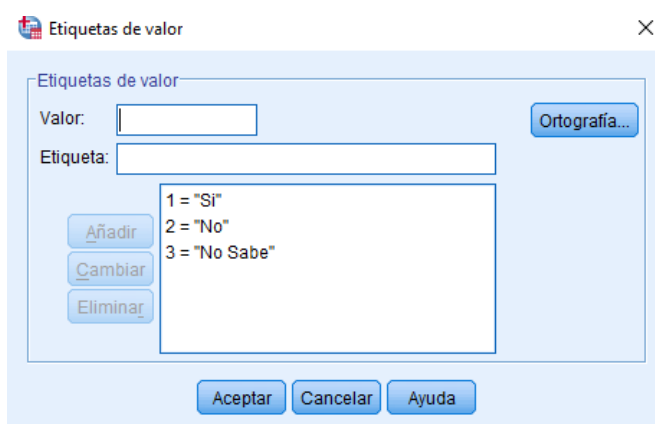 Etiquetas de valor
Etiquetas de valor
Valor:
Ortografía...
Etiqueta:
1 = "Si"
2 = "No"
3 = "No Sabe"
Añadir
Cambiar
Eliminar
Aceptar Cancelar Ayuda